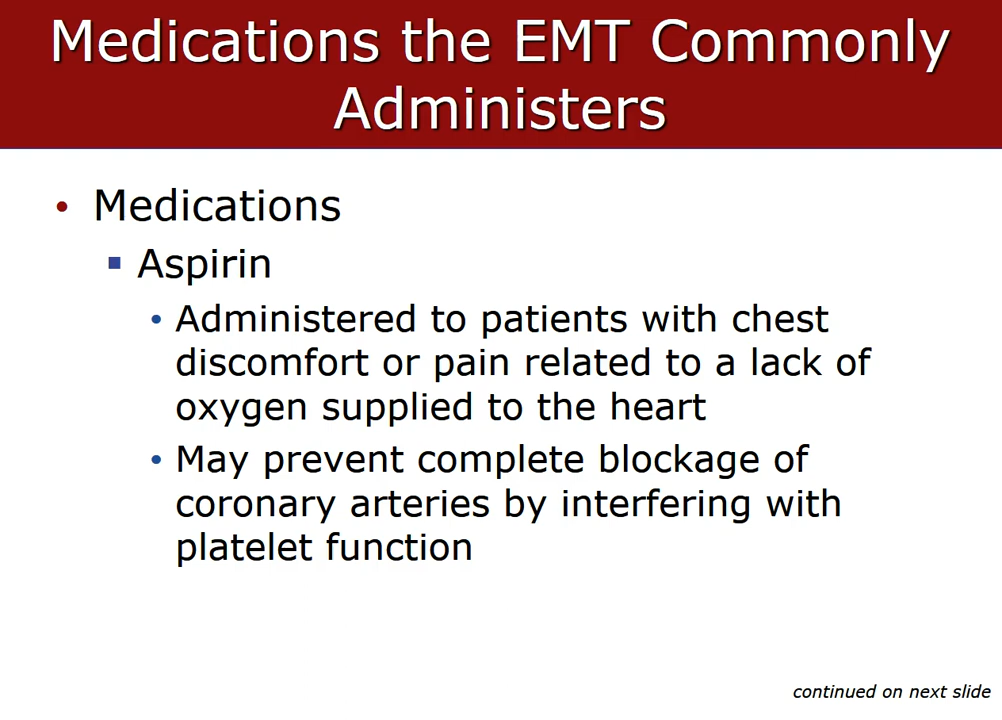 Medications the EMT Commonly
Administers
• Medications
▪ Aspirin
• Administered to patients with chest
discomfort or pain related to a lack of
oxygen supplied to the heart
• May prevent complete blockage of
coronary arteries by interfering with
platelet function
continued on next slide